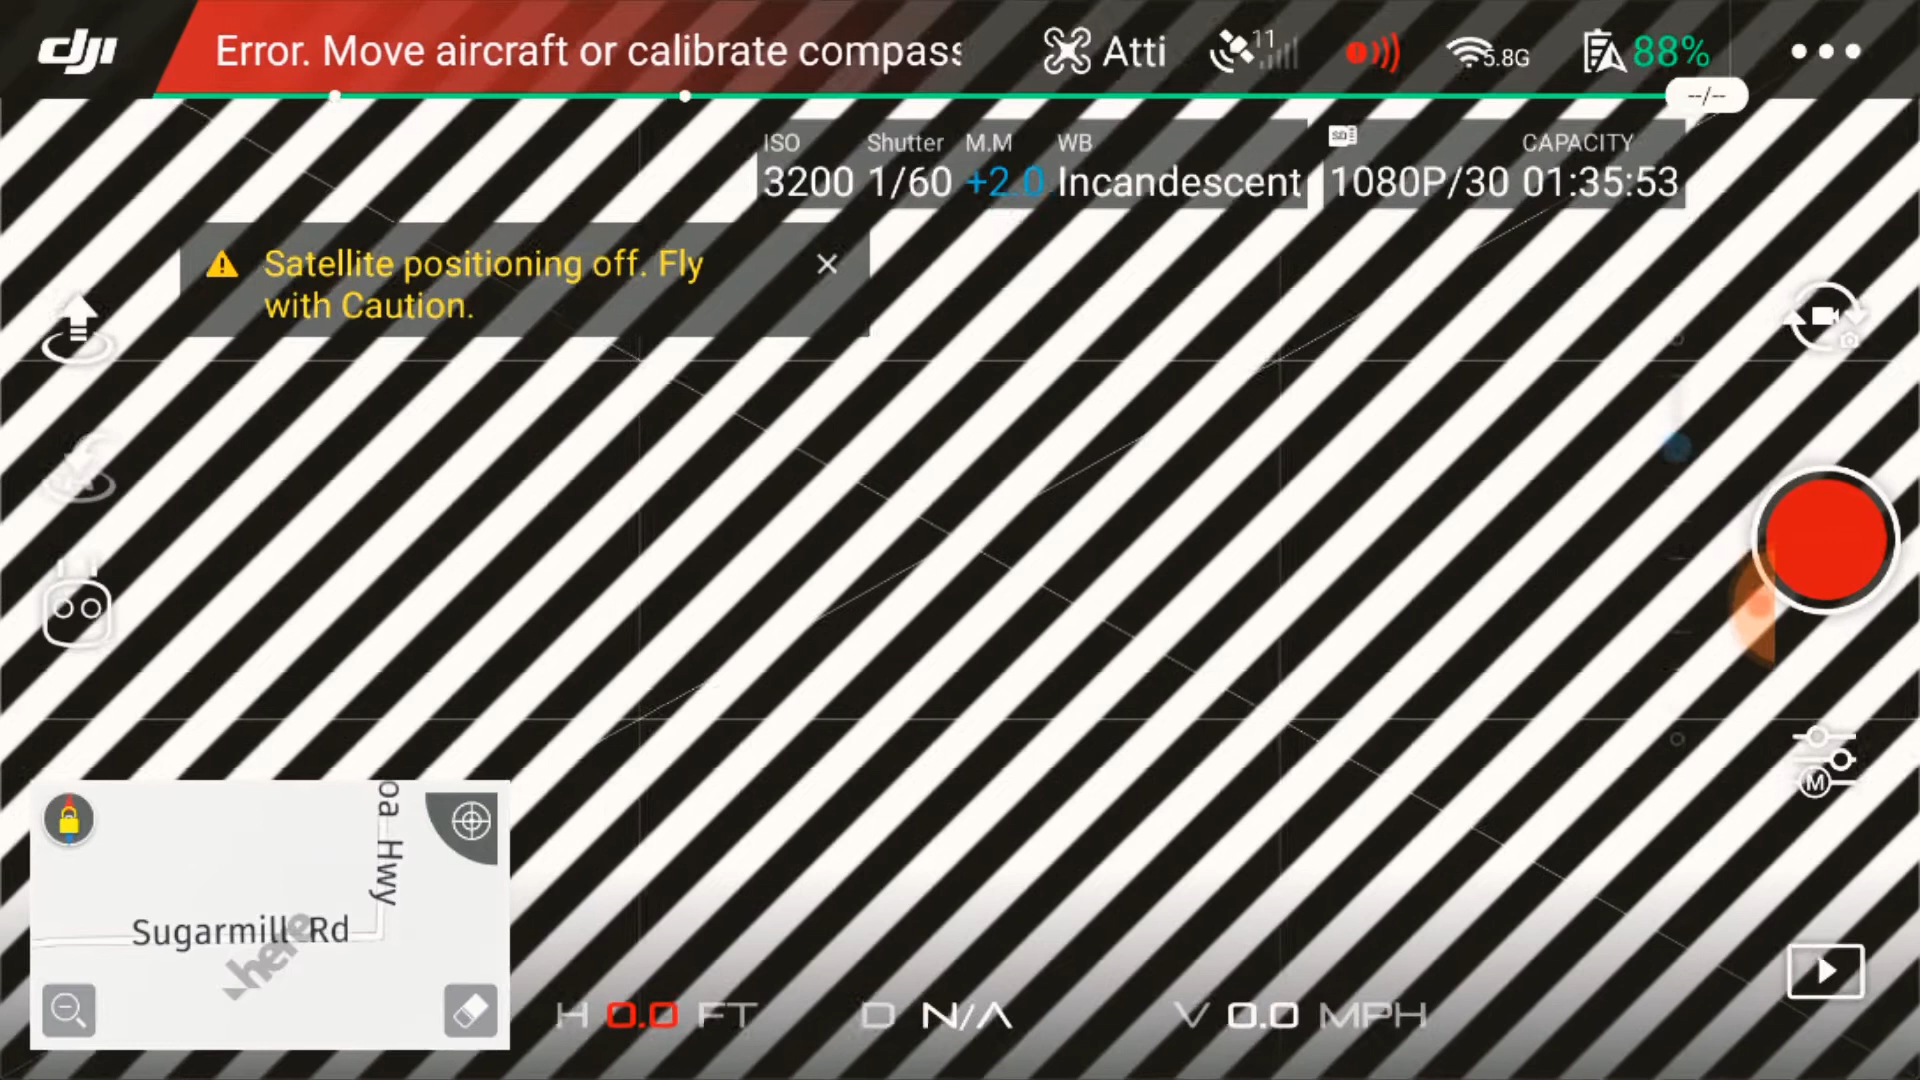 dji
Error. Move aircraft or calibrate compass
Atti
11
5.8G
88%
--/--
ISO
Shutter
M.M
WB
CAPACITY
3200
1/60
+2.0
Incandescent
1080P/30
01:35:53
Satellite positioning off. Fly
with Caution.
M
oa Hwy
Sugarmill Rd
here
H 0.0 FT
D N/A
V 0.0 MPH